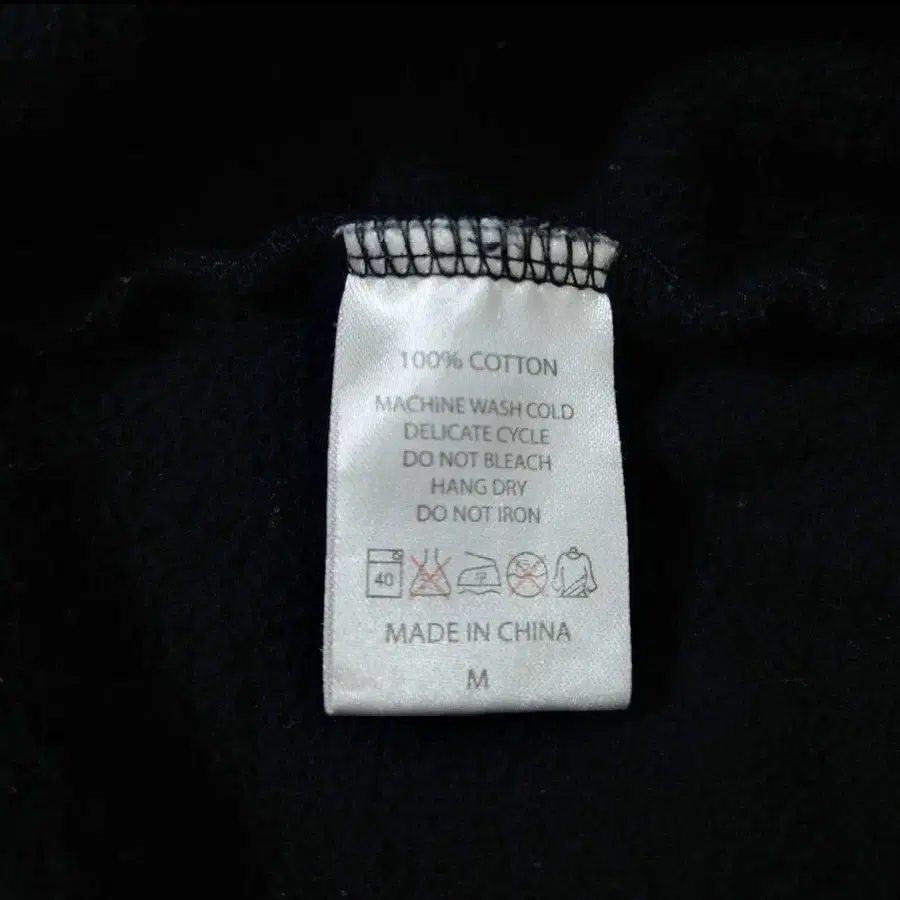 100% COTTON
MACHINE WASH COLD
DELICATE CYCLE
DO NOT BLEACH
HANG DRY
DO NOT IRON
40
MADE IN CHINA
M